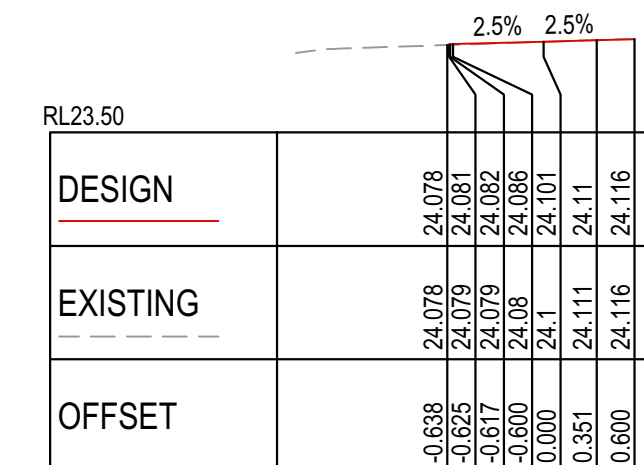 2.5% 2.5%
RL23.50
DESIGN 24.078 24.081 24.082 24.086 24.101 24.11 24.116
EXISTING 24.078 24.079 24.079 24.08 24.1 24.111 24.116
OFFSET -0.638 -0.625 -0.617 -0.600 0.000 0.351 0.600